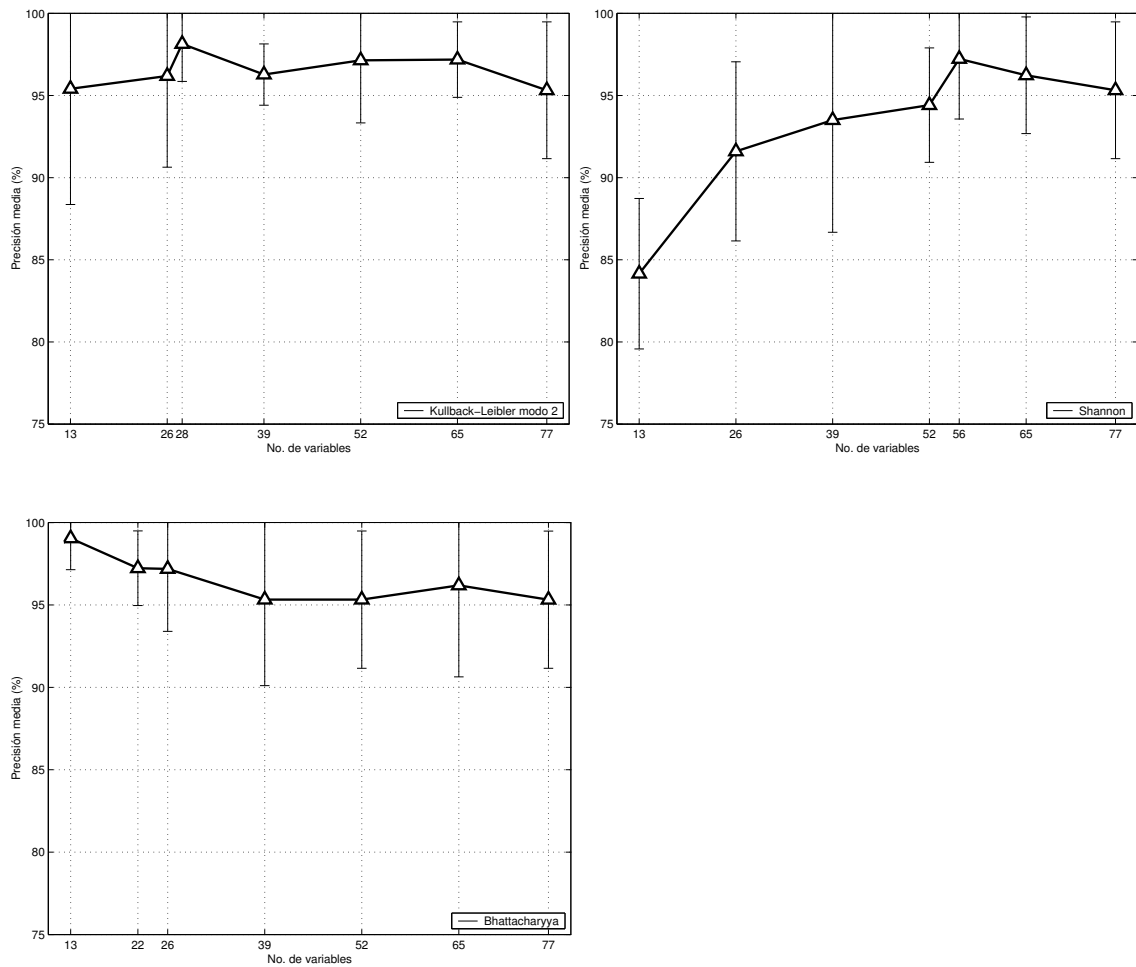 100
95
90
85
80
75
Precisión media (%)
13 26 28 39 52 65 77
No. de variables
Kullback−Leibler modo 2
100
95
90
85
80
75
Precisión media (%)
13 26 39 52 56 65 77
No. de variables
Shannon
100
95
90
85
80
75
Precisión media (%)
13 22 26 39 52 65 77
No. de variables
Bhattacharyya